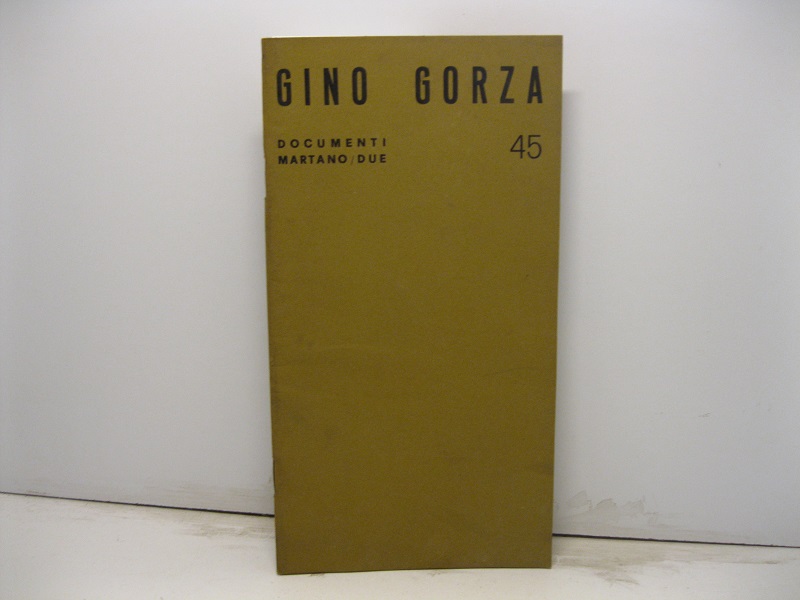 GINO GORZA
DOCUMENTI
MARTANO/DUE
45